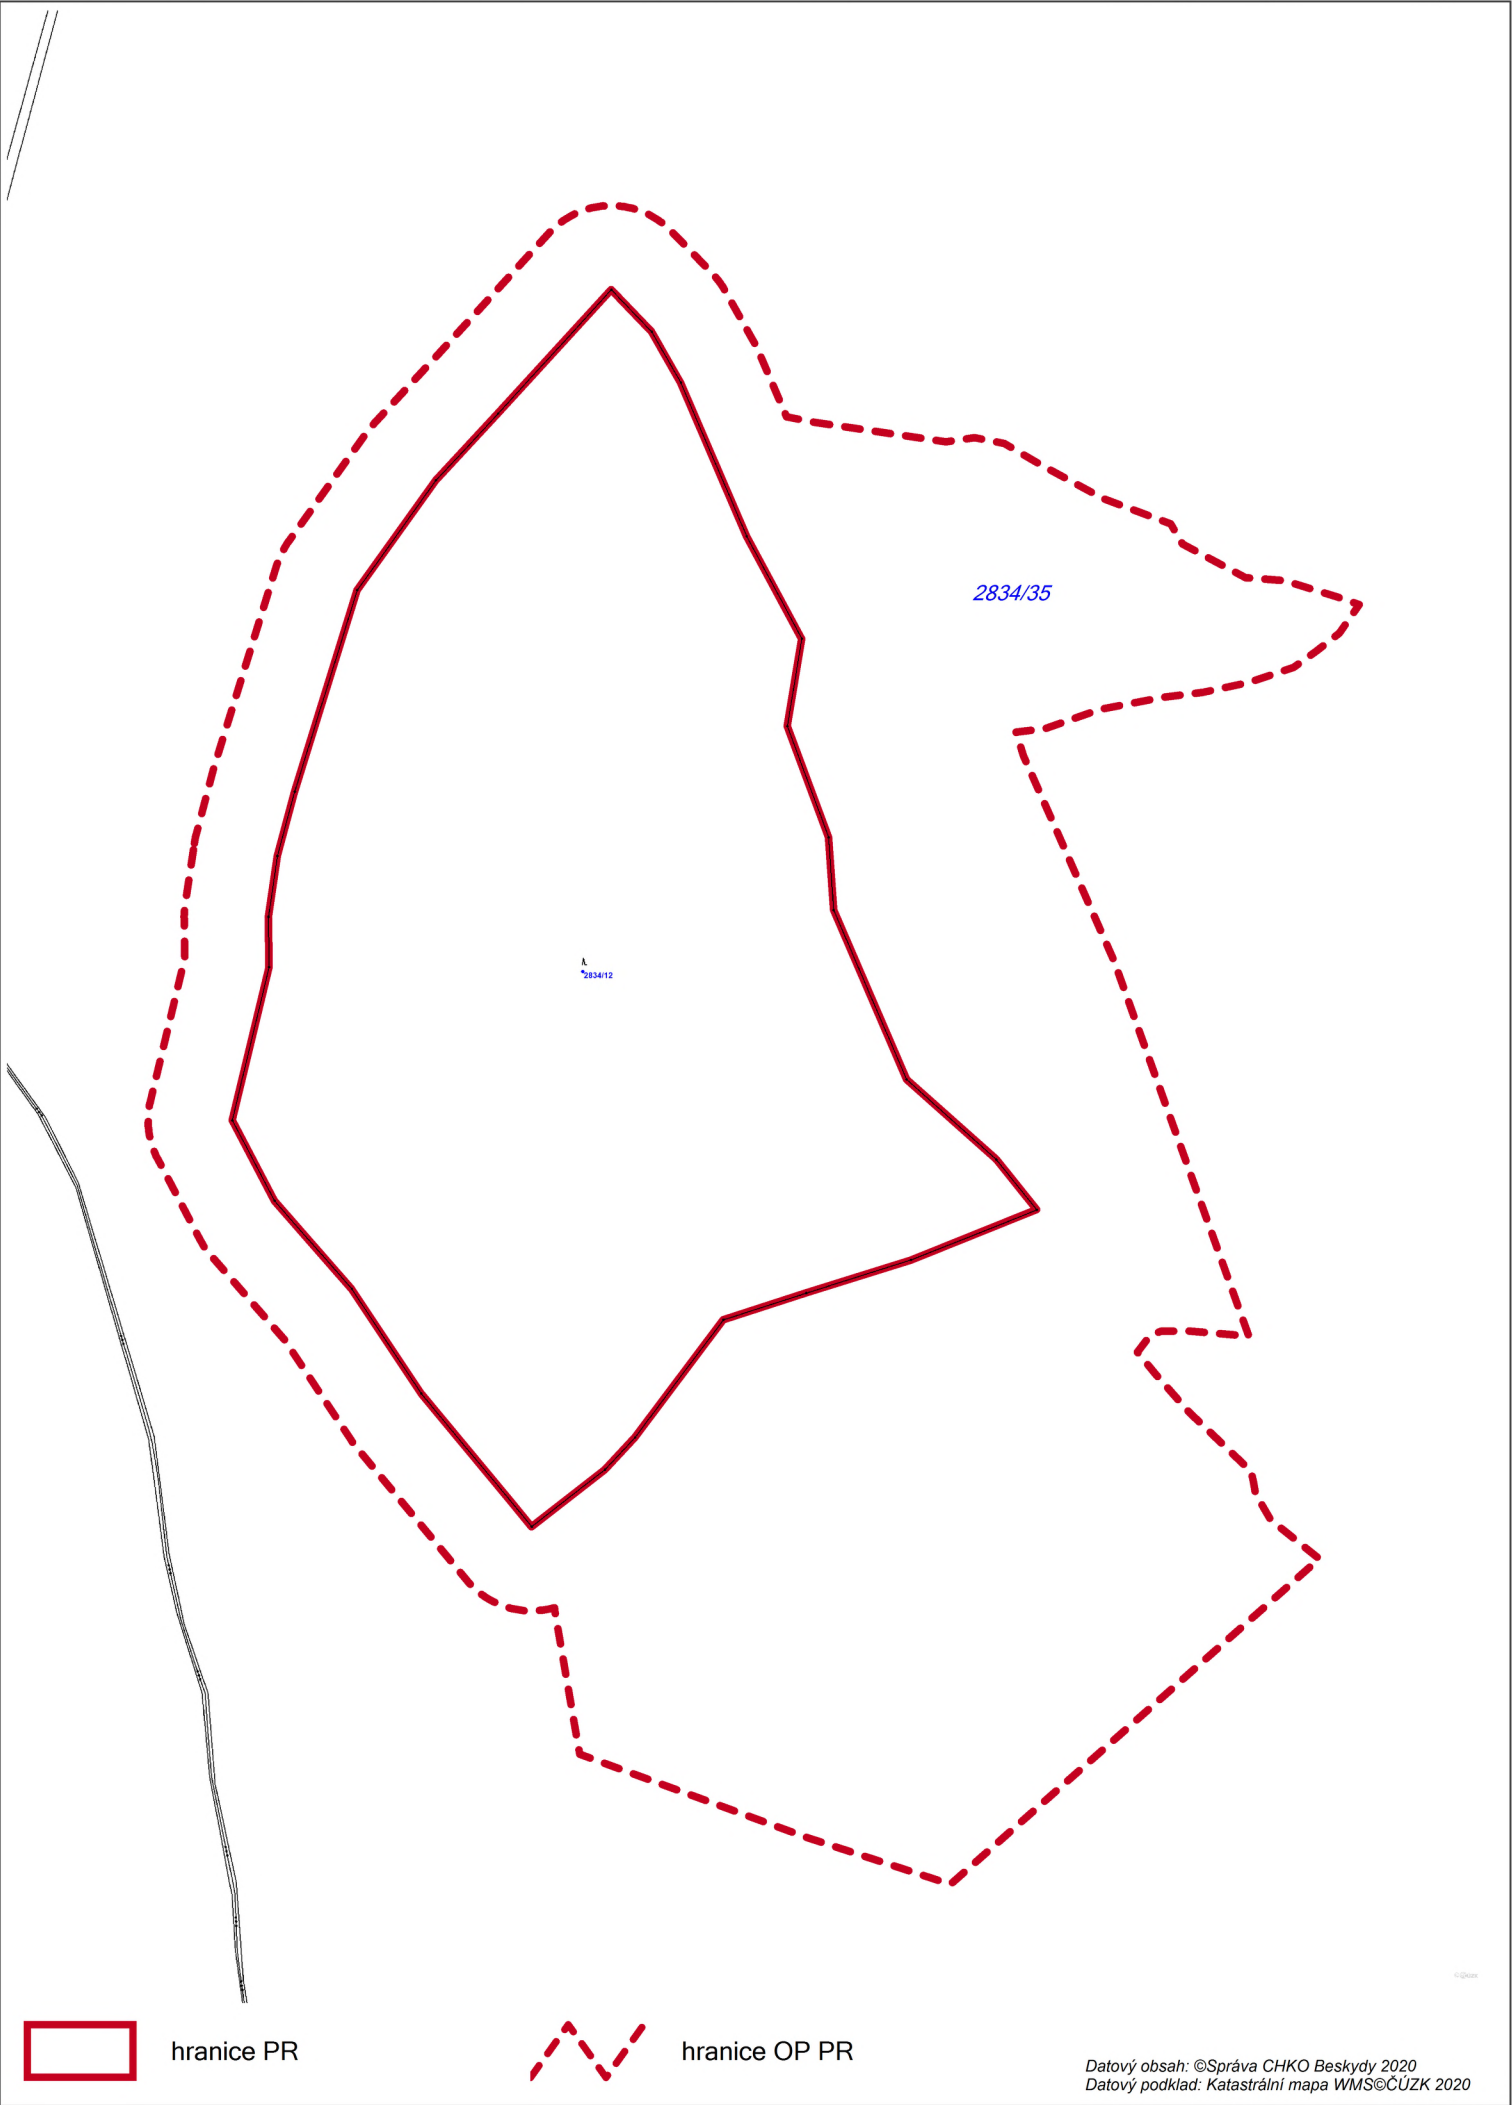 2834/35
2834/12
hranice PR
hranice OP PR
Datový obsah: ©Správa CHKO Beskydy 2020
Datový podklad: Katastrální mapa WMS©ČÚZK 2020